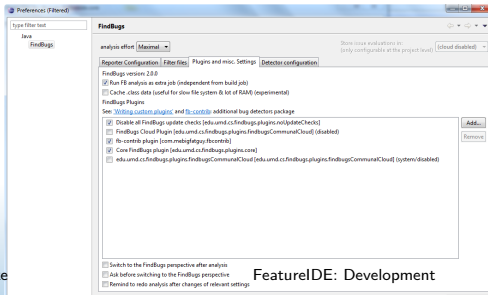 Preferences (Filtered)
type filter text
FindBugs
Java
FindBugs
analysis effort Maximal
Store issue evaluations in:
(only configurable at the project level)
(cloud disabled)
Reporter Configuration Filter files Plugins and misc. Settings Detector configuration
FindBugs version: 2.0.0
Run FB analysis as extra job (independent from build job)
Cache .class data (useful for slow file system & lot of RAM) (experimental)
FindBugs Plugins
See: 'Writing custom plugins' and fb-contrib: additional bug detectors package
Disable all FindBugs update checks [edu.umd.cs.findbugs.plugins.noUpdateChecks]
FindBugs Cloud Plugin [edu.umd.cs.findbugs.plugins.findbugsCommunalCloud] (disabled)
fb-contrib plugin [com.mebigfatguy.fbcontrib]
Core FindBugs plugin [edu.umd.cs.findbugs.plugins.core]
edu.umd.cs.findbugs.plugins.findbugsCommunalCloud [edu.umd.cs.findbugs.plugins.findbugsCommunalCloud] (system/disabled)
Add...
Remove
Switch to the FindBugs perspective after analysis
Ask before switching to the FindBugs perspective
Remind to redo analysis after changes of relevant settings
FeatureIDE: Development